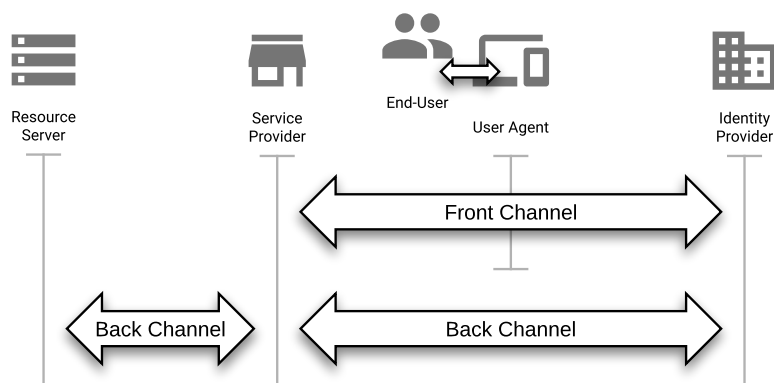 Resource
Server
Service
Provider
End-User
User Agent
Identity
Provider
Front Channel
Back Channel
Back Channel